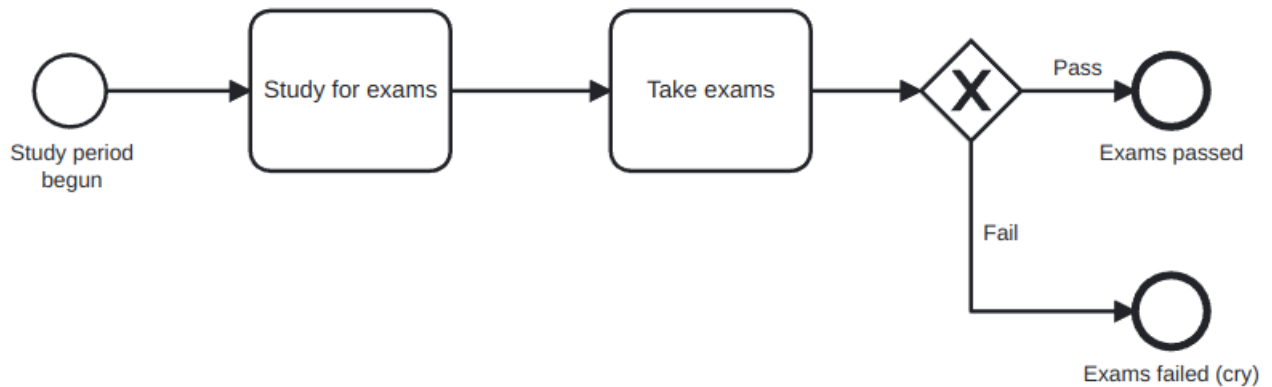 Study period
begun
Study for exams
Take exams
X
Pass
Exams passed
Fail
Exams failed (cry)